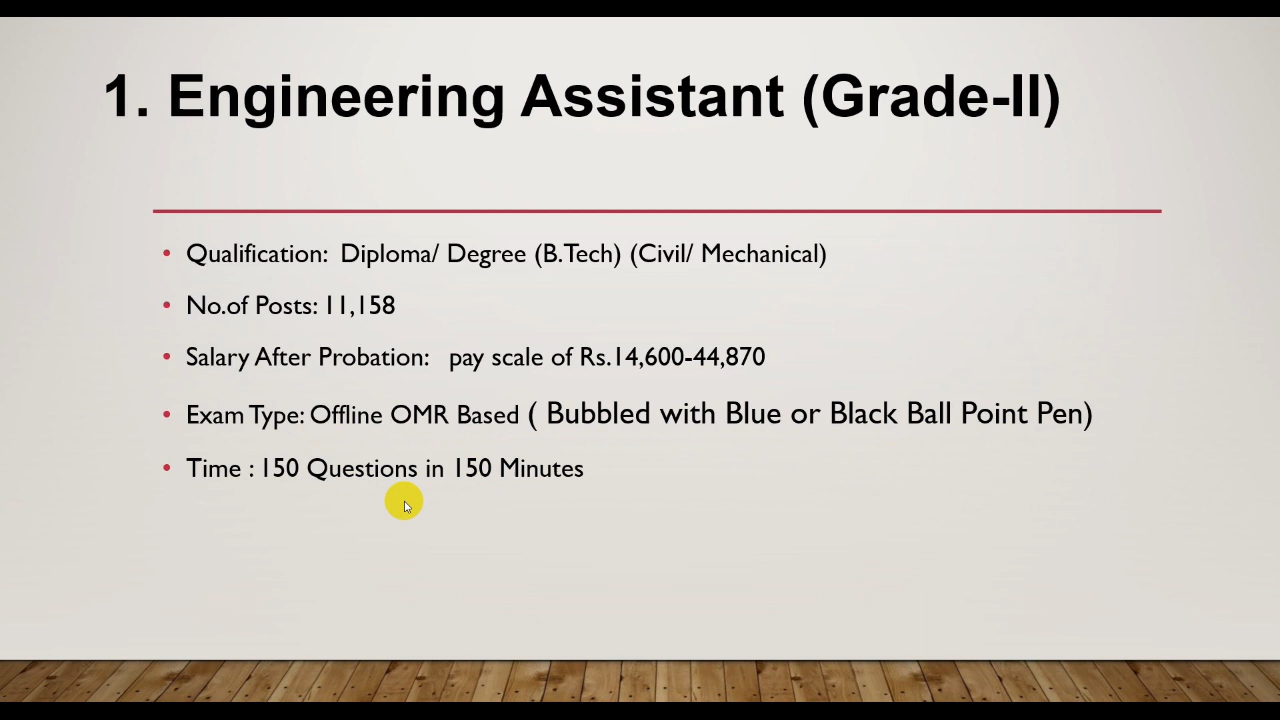 1. Engineering Assistant (Grade-II)
• Qualification: Diploma/ Degree (B.Tech) (Civil/ Mechanical)
• No.of Posts: 11,158
• Salary After Probation: pay scale of Rs.14,600-44,870
• Exam Type: Offline OMR Based ( Bubbled with Blue or Black Ball Point Pen)
• Time : 150 Questions in 150 Minutes